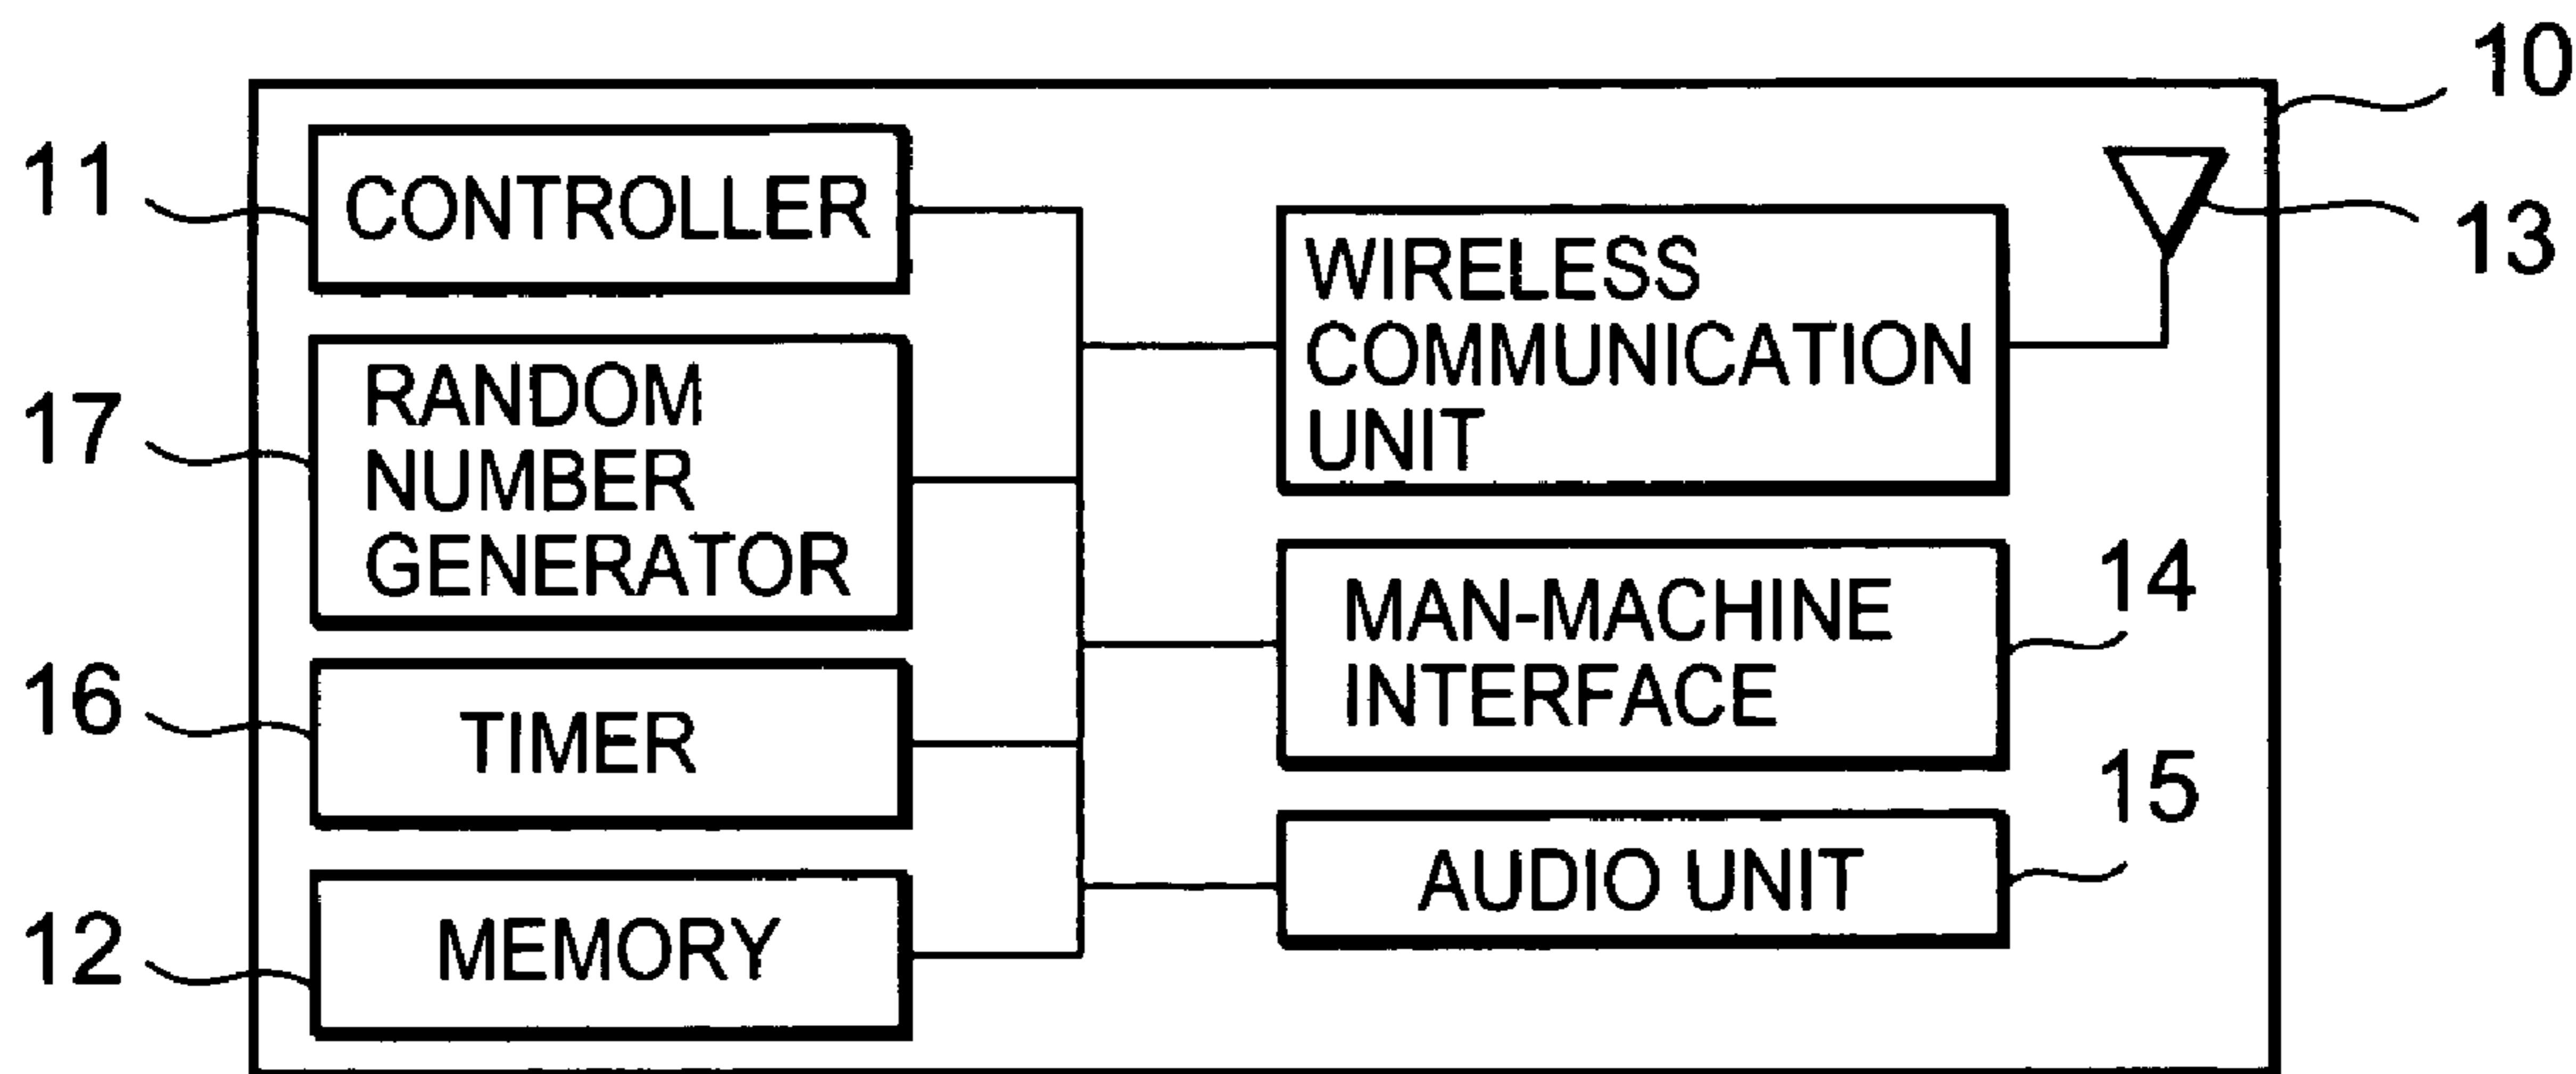 10
11
CONTROLLER
13
WIRELESS
COMMUNICATION
UNIT
17
RANDOM
NUMBER
GENERATOR
14
MAN-MACHINE
INTERFACE
16
TIMER
15
AUDIO UNIT
12
MEMORY